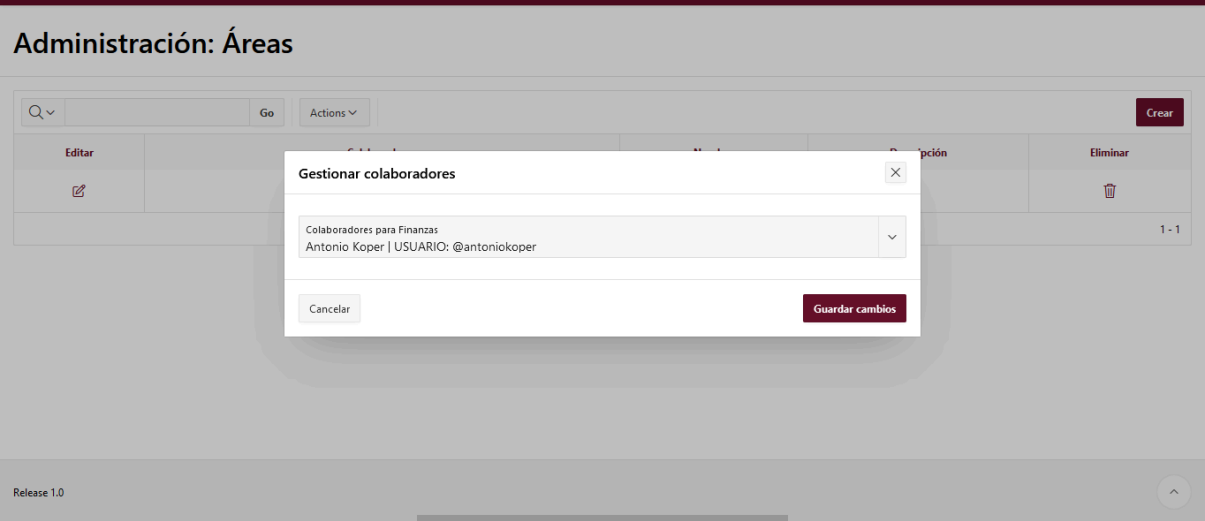 Administración: Áreas
Go
Actions
Crear
Editar
Eliminar
Gestionar colaboradores
Colaboradores para Finanzas
Antonio Koper | USUARIO: @antoniokoper
1 - 1
Cancelar
Guardar cambios
Release 1.0